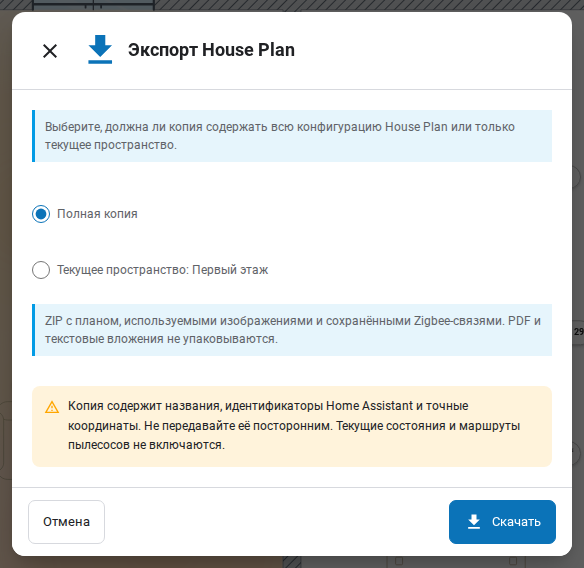 Экспорт House Plan
Выберите, должна ли копия содержать всю конфигурацию House Plan или только
текущее пространство.
Полная копия
Текущее пространство: Первый этаж
ZIP с планом, используемыми изображениями и сохранёнными Zigbee-связями. PDF и
текстовые вложения не упаковываются.
Копия содержит названия, идентификаторы Home Assistant и точные
координаты. Не передавайте её посторонним. Текущие состояния и маршруты
пылесосов не включаются.
Отмена
Скачать
29